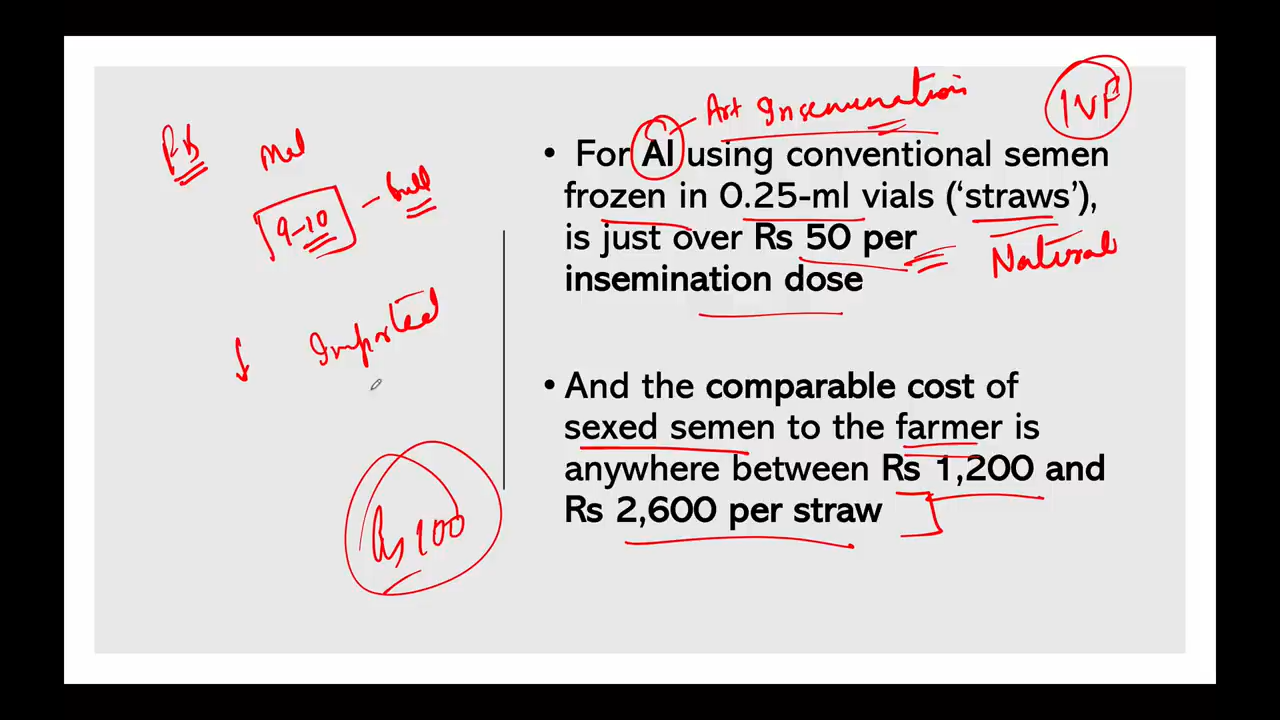 IVF
Art Insemination
• For AI using conventional semen
frozen in 0.25-ml vials (‘straws’),
is just over Rs 50 per
insemination dose
Natural
• And the comparable cost of
sexed semen to the farmer is
anywhere between Rs 1,200 and
Rs 2,600 per straw
9-10 - Bull
Imported
Rs 100